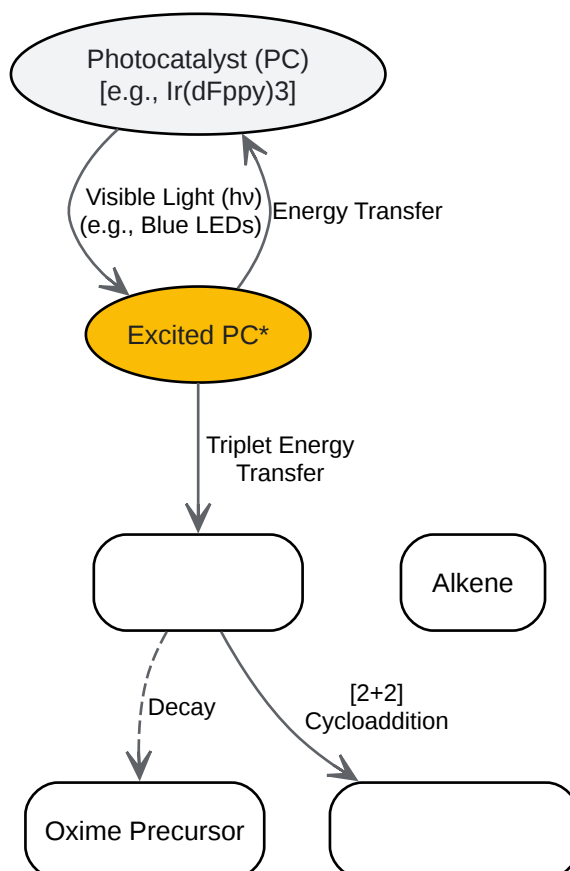 Photocatalyst (PC)
[e.g., Ir(dFppy)3]
Visible Light (hν)
(e.g., Blue LEDs)
Energy Transfer
Excited PC*
Triplet Energy
Transfer
Alkene
[2+2]
Cycloaddition
Decay
Oxime Precursor